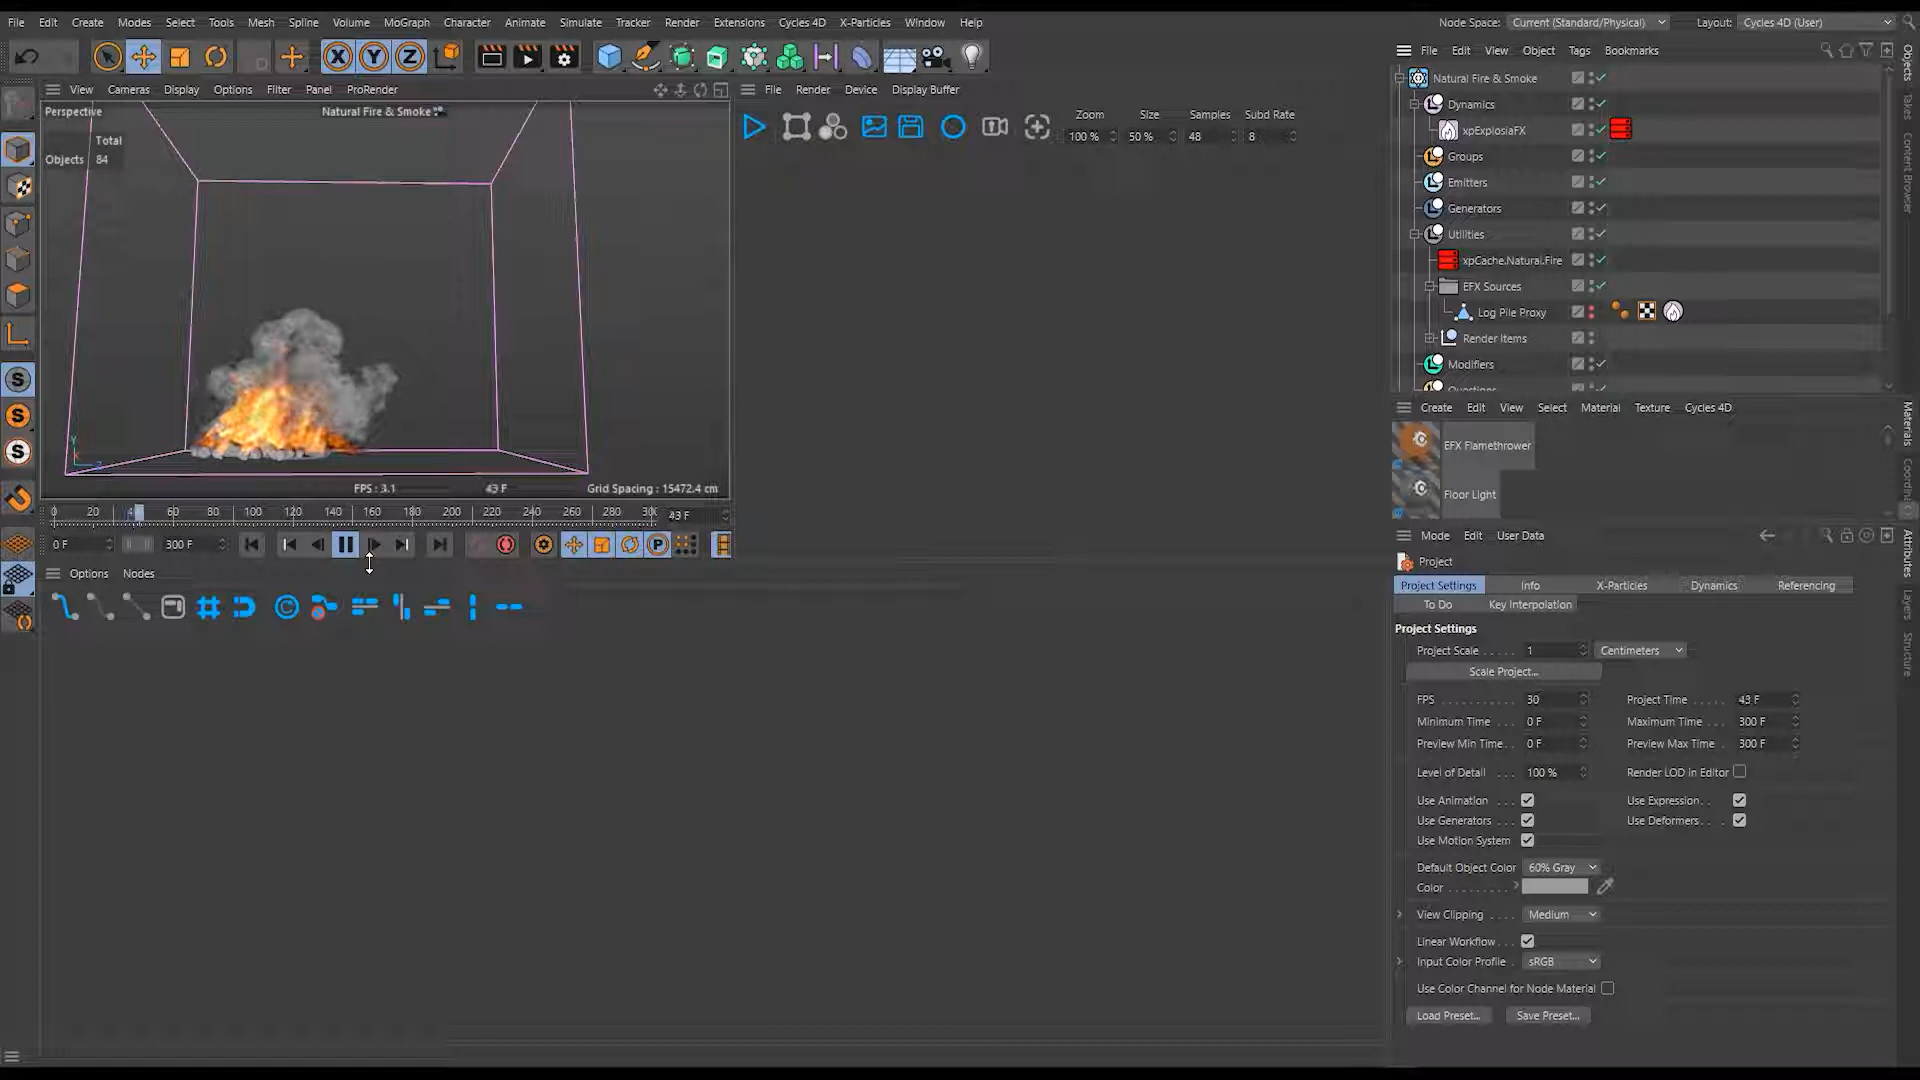 File Edit Create Modes Select Tools Mesh Spline Volume MoGraph Character Animate Simulate Tracker Render Extensions Cycles 4D X-Particles Window Help
Node Space: Current (Standard/Physical) Layout: Cycles 4D (User)
X Y Z
File Edit View Object Tags Bookmarks
View Cameras Display Options Filter Panel ProRender
File Render Device Display Buffer
Perspective
Natural Fire & Smoke
Total
Objects 84
Zoom Size Samples Subd Rate
100 % 50 % 48 8
Natural Fire & Smoke
Dynamics
xpExplosiaFX
Groups
Emitters
Generators
Utilities
xpCache.Natural.Fire
EFX Sources
Log Pile Proxy
Render Items
Modifiers
Questions
Objects
Takes
Content Browser
S
S
S
Y
FPS : 3.1
43 F
Grid Spacing : 15472.4 cm
0 20 4 60 80 100 120 140 160 180 200 220 240 260 280 30
43 F
0 F
300 F
P
Options Nodes
Create Edit View Select Material Texture Cycles 4D
EFX Flamethrower
Floor Light
Materials
Mode Edit User Data
Project
Project Settings Info X-Particles Dynamics Referencing
To Do Key Interpolation
Project Settings
Project Scale 1 Centimeters
Scale Project...
FPS 30 Project Time 43 F
Minimum Time 0 F Maximum Time 300 F
Preview Min Time 0 F Preview Max Time 300 F
Level of Detail 100 % Render LOD in Editor
Use Animation Use Expression
Use Generators Use Deformers
Use Motion System
Default Object Color 60% Gray
Color
View Clipping Medium
Linear Workflow
Input Color Profile sRGB
Use Color Channel for Node Material
Load Preset... Save Preset...
Attributes
Layers
Structure